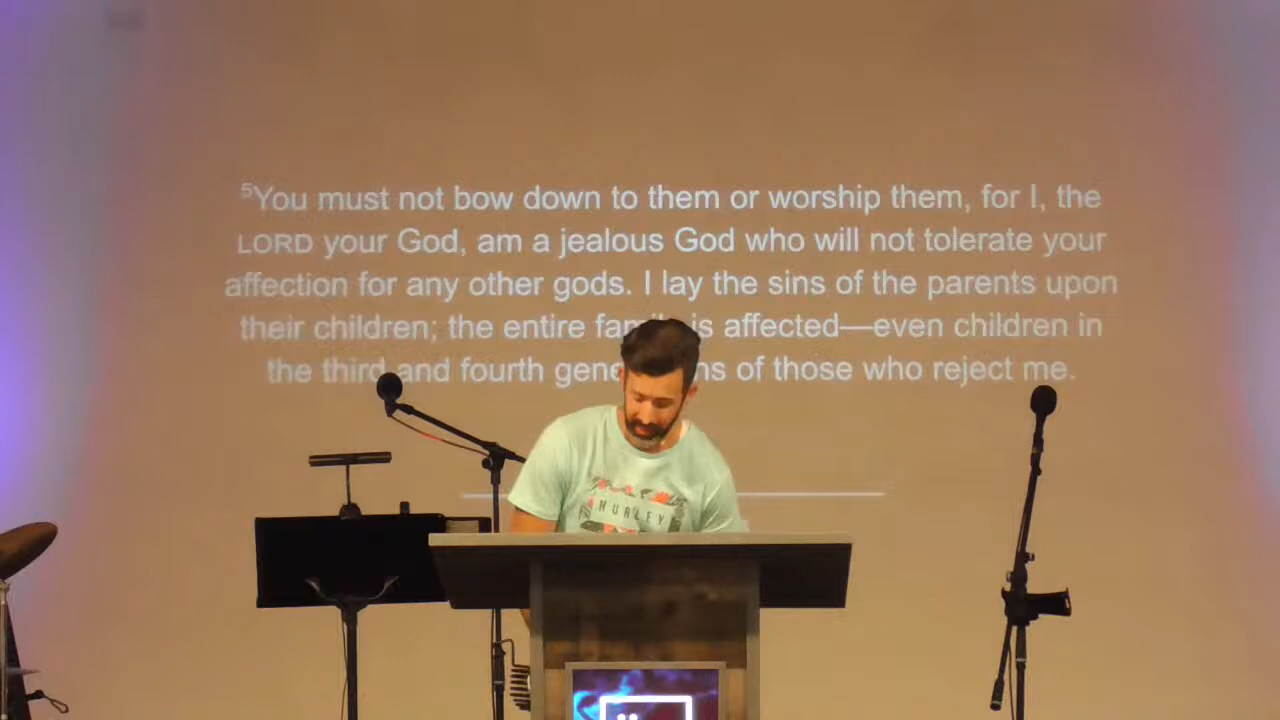 ⁵You must not bow down to them or worship them, for I, the
LORD your God, am a jealous God who will not tolerate your
affection for any other gods. I lay the sins of the parents upon
their children; the entire is affected—even children in
the third and fourth of those who reject me.
HURLEY